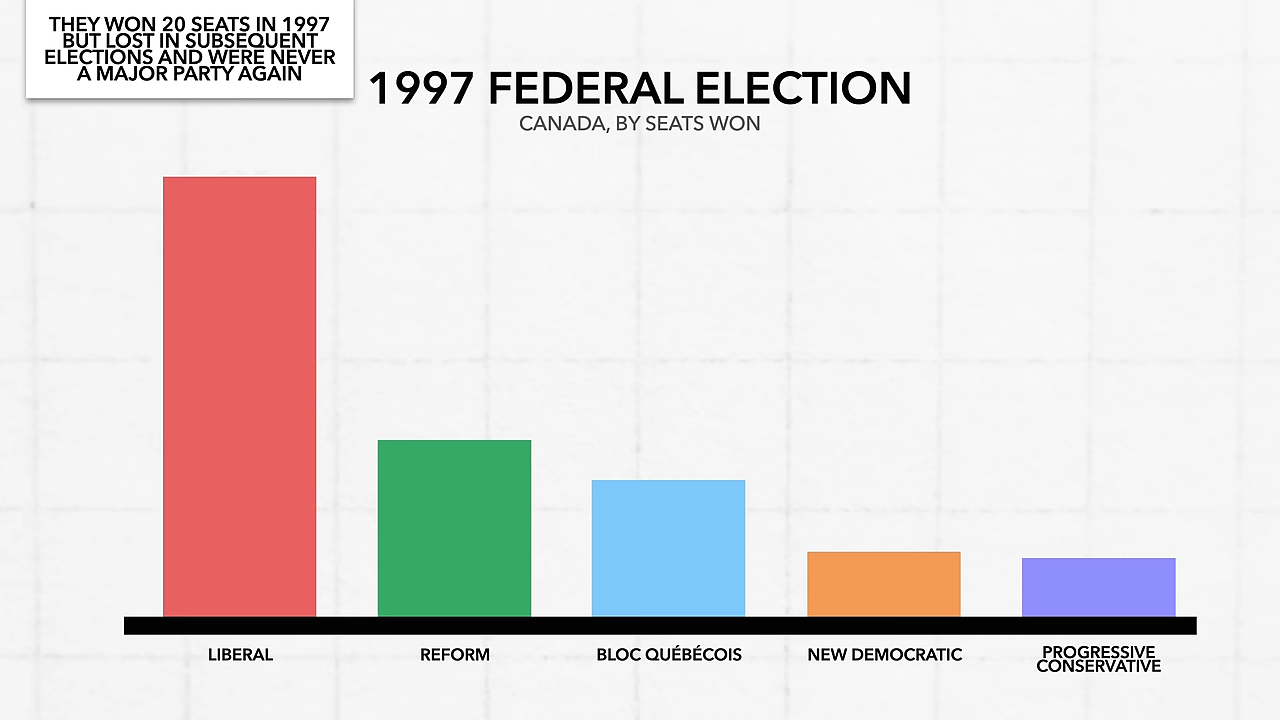 THEY WON 20 SEATS IN 1997
BUT LOST IN SUBSEQUENT
ELECTIONS AND WERE NEVER
A MAJOR PARTY AGAIN
1997 FEDERAL ELECTION
CANADA, BY SEATS WON
LIBERAL
REFORM
BLOC QUÉBÉCOIS
NEW DEMOCRATIC
PROGRESSIVE
CONSERVATIVE